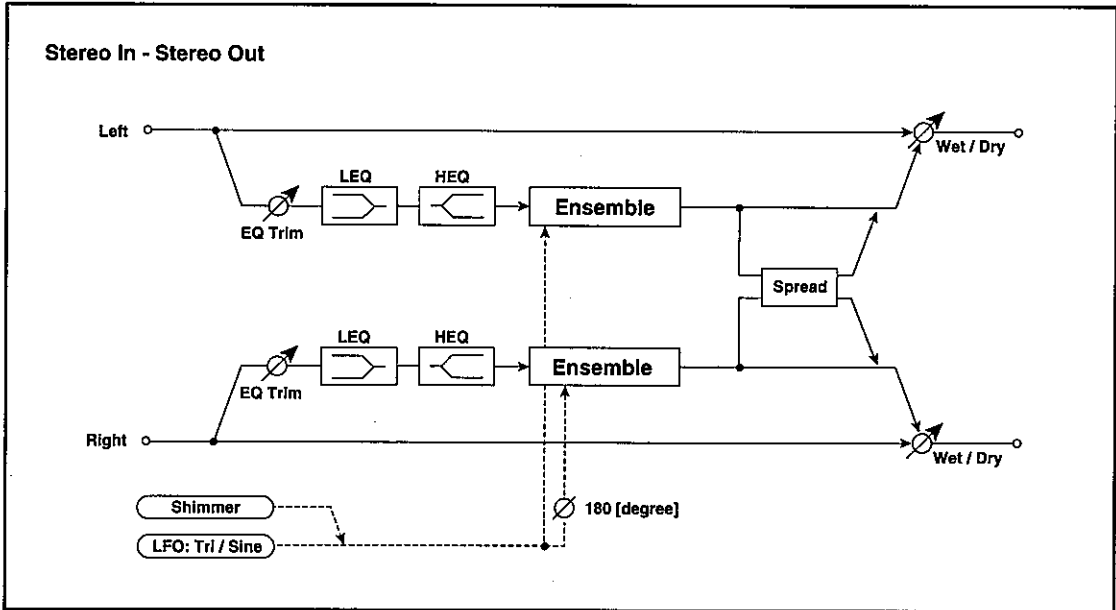 Stereo In - Stereo Out
Left
Wet / Dry
LEQ
HEQ
Ensemble
EQ Trim
Spread
LEQ
HEQ
Ensemble
EQ Trim
Right
Wet / Dry
Shimmer
180 [degree]
LFO: Tri / Sine